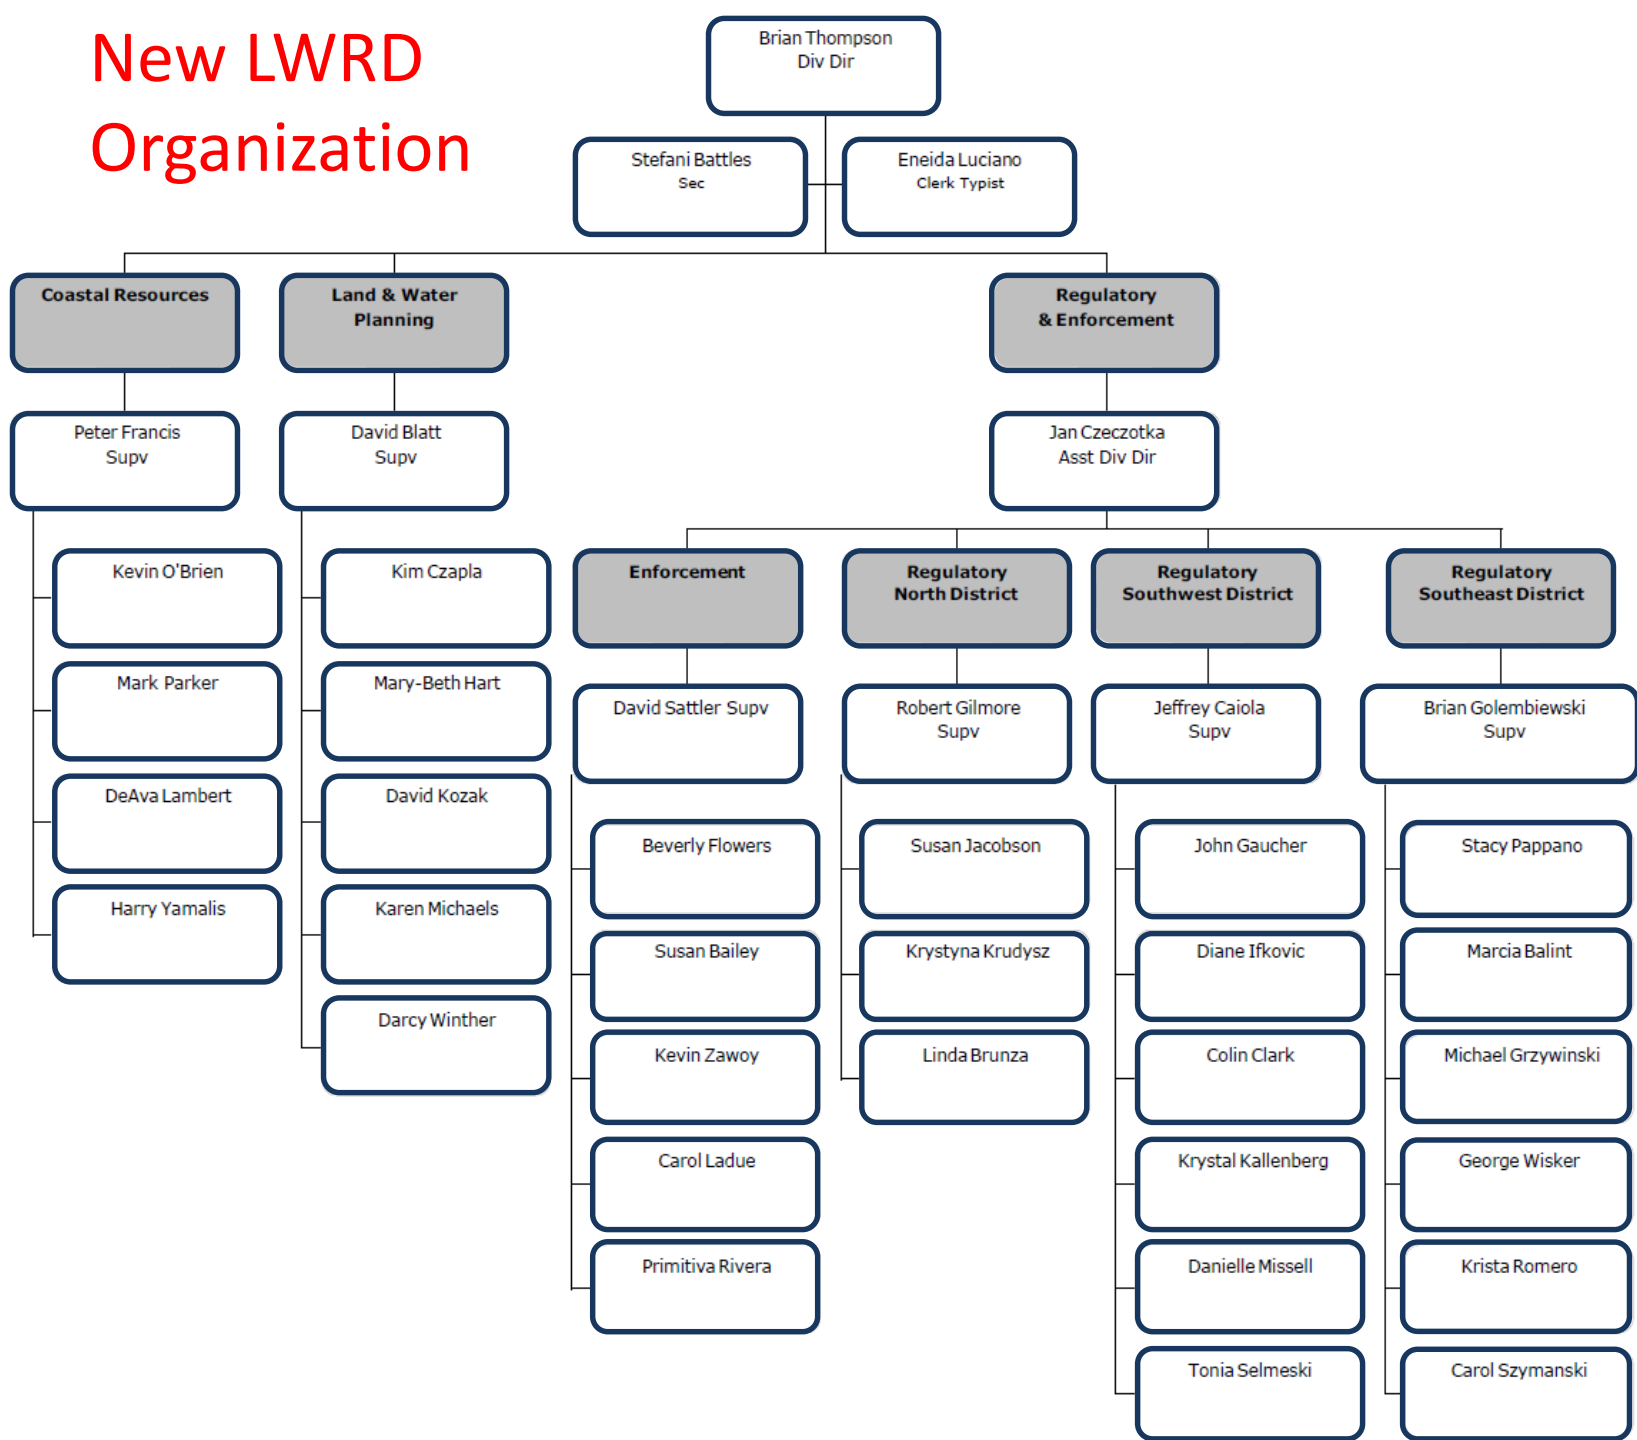 New LWRD
Organization
Brian Thompson
Div Dir
Stefani Battles
Sec
Eneida Luciano
Clerk Typist
Coastal Resources
Land & Water
Planning
Regulatory
& Enforcement
Peter Francis
Supv
David Blatt
Supv
Jan Czeczotka
Asst Div Dir
Kevin O'Brien
Mark Parker
DeAva Lambert
Harry Yamalis
Kim Czapla
Mary-Beth Hart
David Kozak
Karen Michaels
Darcy Winther
Enforcement
David Sattler Supv
Beverly Flowers
Susan Bailey
Kevin Zawoy
Carol Ladue
Primitiva Rivera
Regulatory
North District
Robert Gilmore
Supv
Susan Jacobson
Krystyna Krudysz
Linda Brunza
Regulatory
Southwest District
Jeffrey Caiola
Supv
John Gaucher
Diane Ifkovic
Colin Clark
Krystal Kallenberg
Danielle Missell
Tonia Selmeski
Regulatory
Southeast District
Brian Golembiewski
Supv
Stacy Pappano
Marcia Balint
Michael Grzywinski
George Wisker
Krista Romero
Carol Szymanski